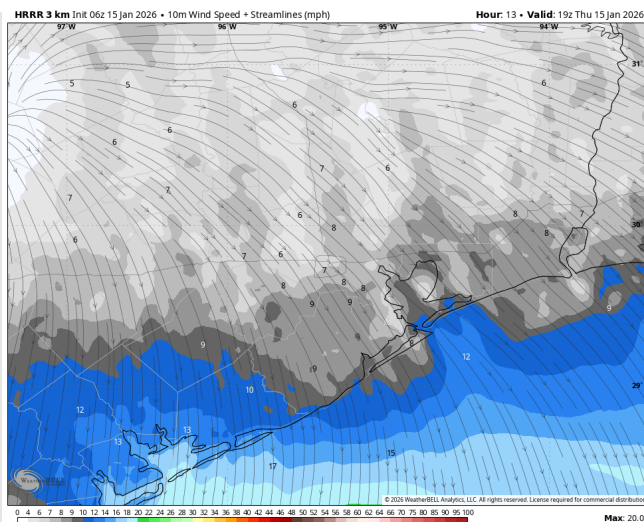 HRRR 3 km Init 06z 15 Jan 2026 • 10m Wind Speed + Streamlines (mph) Hour: 13 • Valid: 19z Thu 15 Jan 2026
97°W 96°W 95°W 94°W
31°
5 5 6 6
6 6
7 6
7 7
6 8 8 7
30°
6 7 6 8
7
8 8 8
9 9
9
9 8
12
9
10
29°
12
13 13
17 15
WeatherBELL
© 2026 WeatherBELL Analytics, LLC. All rights reserved. License required for commercial distribution
0 4 6 8 10 12 14 16 18 20 22 24 26 28 30 32 34 36 38 40 42 44 46 48 50 52 54 56 58 60 65 70 75 80 85 90 95 100
Max: 20.0